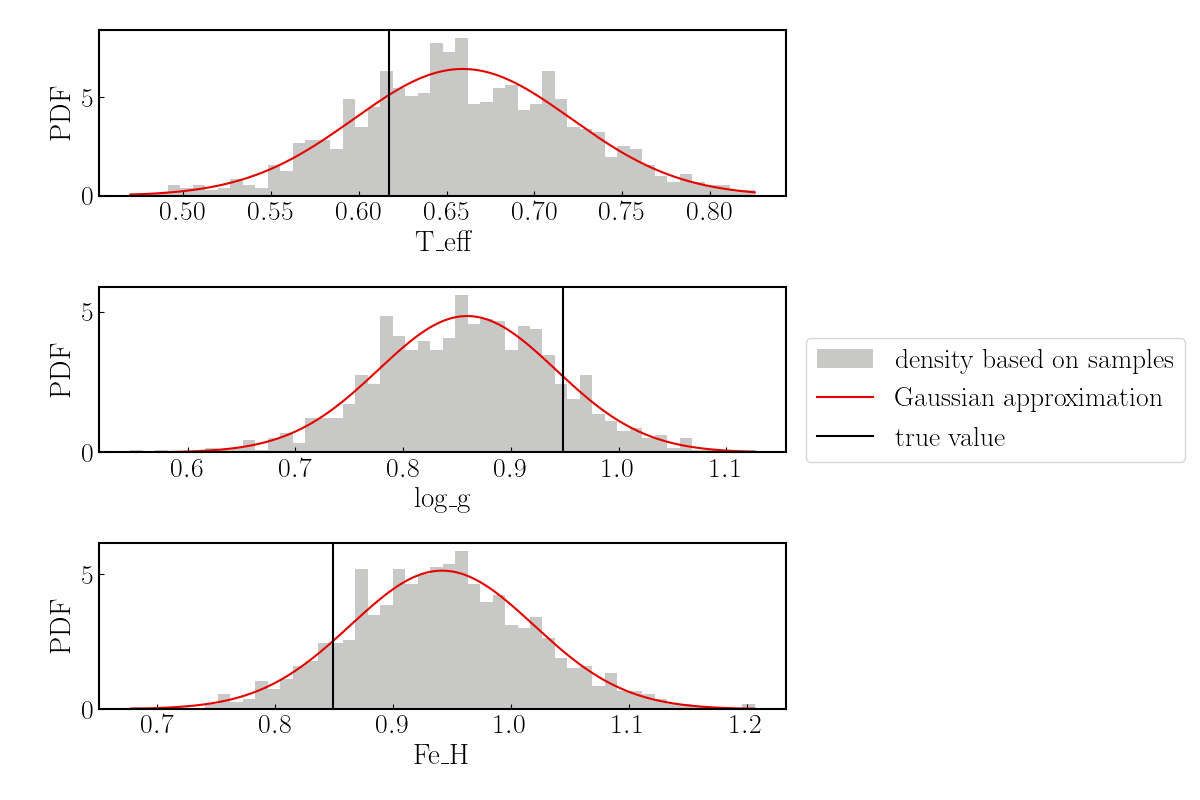 PDF
5
0
0.50 0.55 0.60 0.65 0.70 0.75 0.80
T_eff
PDF
5
0
0.6 0.7 0.8 0.9 1.0 1.1
log_g
density based on samples
Gaussian approximation
true value
PDF
5
0
0.7 0.8 0.9 1.0 1.1 1.2
Fe_H